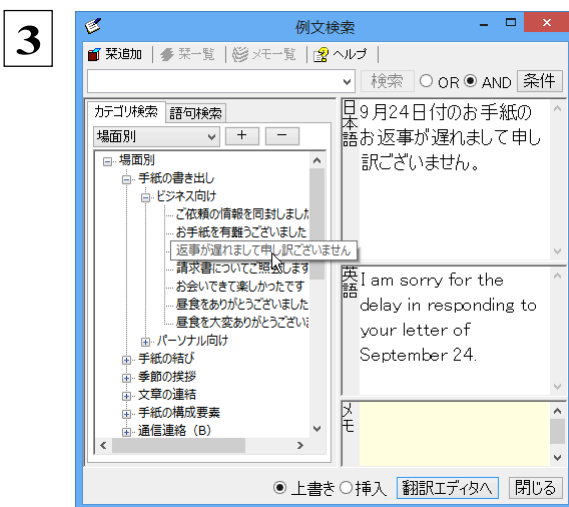 3
例文検索
栞追加 栞一覧 メモ一覧 ヘルプ
検索 OR AND 条件
カテゴリ検索 語句検索
場面別 + −
場面別
手紙の書き出し
ビジネス向け
ご依頼の情報を同封しました
お手紙を有難うございました
返事が遅れまして申し訳ございません
請求書についてご照会します
お会いできて楽しかったです
昼食をありがとうございました
昼食を大変ありがとうござい
パーソナル向け
手紙の結び
季節の挨拶
文章の連結
手紙の構成要素
通信連絡（B）
日本語
9月24日付のお手紙の
お返事が遅れまして申し
訳ございません。
英語
I am sorry for the
delay in responding to
your letter of
September 24.
メモ
上書き 挿入 翻訳エディタへ 閉じる